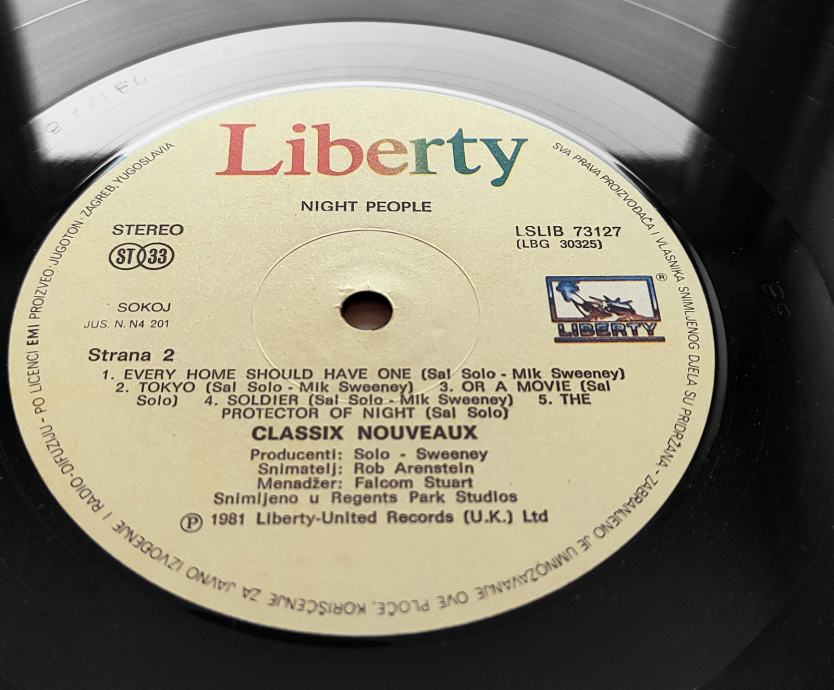 Liberty
NIGHT PEOPLE
STEREO
ST 33
LSLIB 73127
(LBG 30325)
SOKOJ
JUS. N. N4 201
®
LIBERTY
Strana 2
1. EVERY HOME SHOULD HAVE ONE (Sal Solo - Mik Sweeney)
2. TOKYO (Sal Solo - Mik Sweeney) 3. OR A MOVIE (Sal
Solo) 4. SOLDIER (Sal Solo - Mik Sweeney) 5. THE
PROTECTOR OF NIGHT (Sal Solo)
CLASSIX NOUVEAUX
Producenti: Solo - Sweeney
Snimatelj: Rob Arenstein
Menadžer: Falcom Stuart
Snimljeno u Regents Park Studios
Ⓟ 1981 Liberty-United Records (U.K.) Ltd
SVA PRAVA PROIZVOĐAČA I VLASNIKA SNIMLJENOG DJELA SU PRIDRŽANA - ZABRANJENO JE UMNOŽAVANJE OVE PLOČE, KORIŠĆENJE ZA JAVNO IZVOĐENJE I RADIO-DIFUZIJU - PO LICENCI EMI PROIZVEO JUGOTON - ZAGREB, YUGOSLAVIA